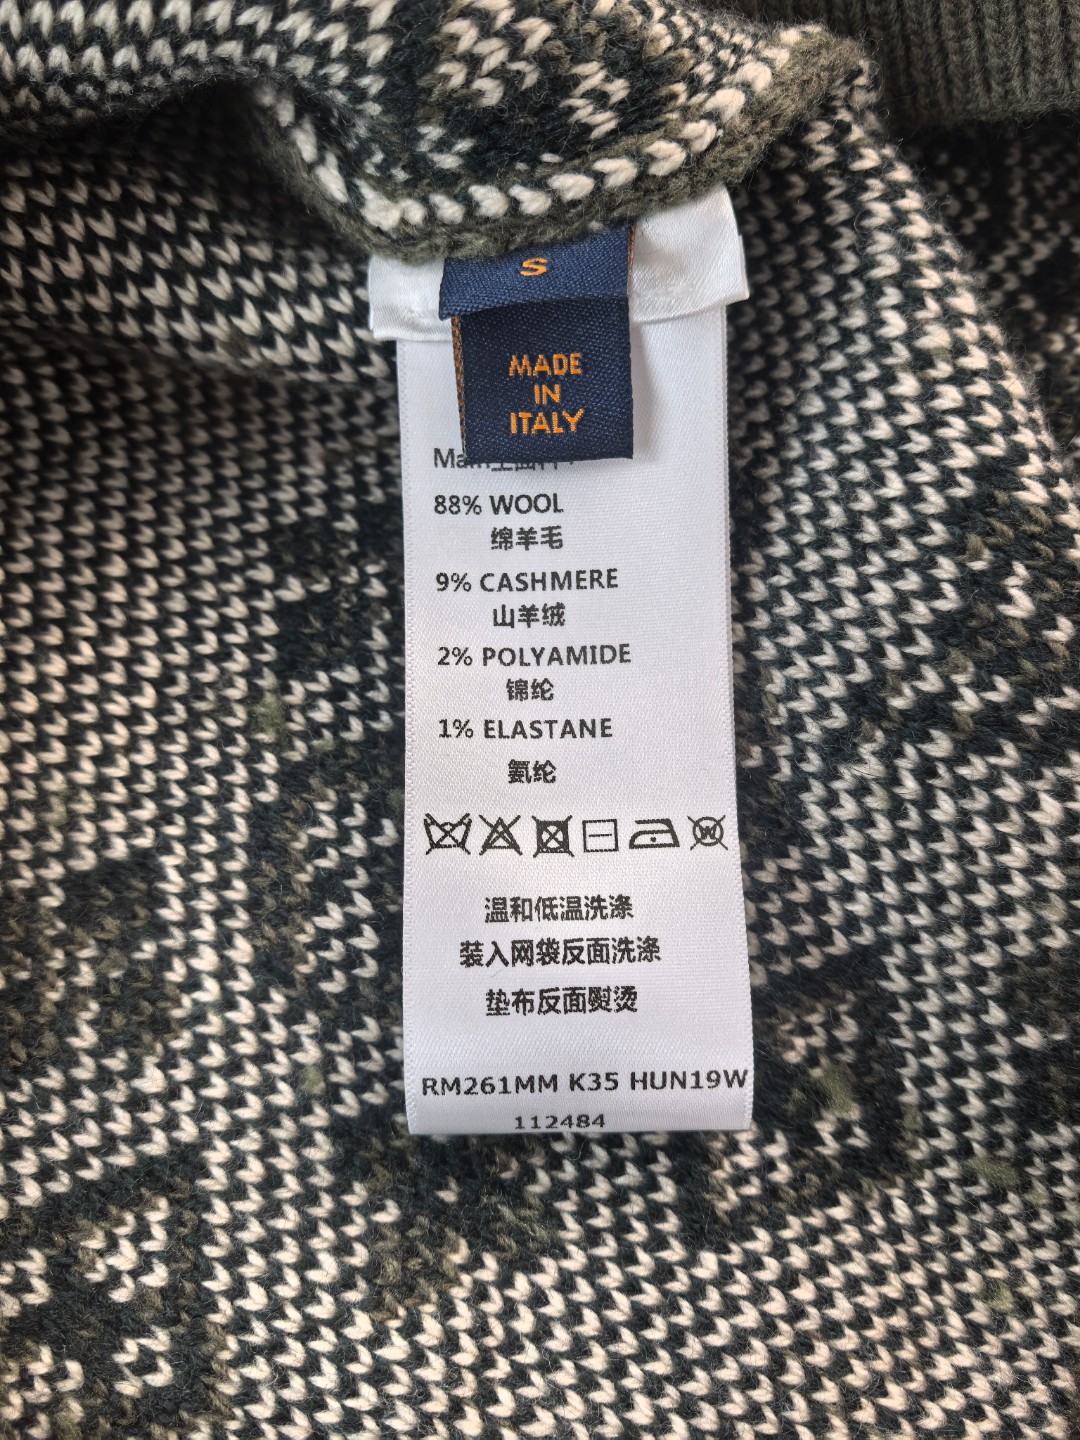 S
MADE
IN
ITALY
88% WOOL
绵羊毛
9% CASHMERE
山羊绒
2% POLYAMIDE
锦纶
1% ELASTANE
氨纶
W
温和低温洗涤
装入网袋反面洗涤
垫布反面熨烫
RM261MM K35 HUN19W
112484